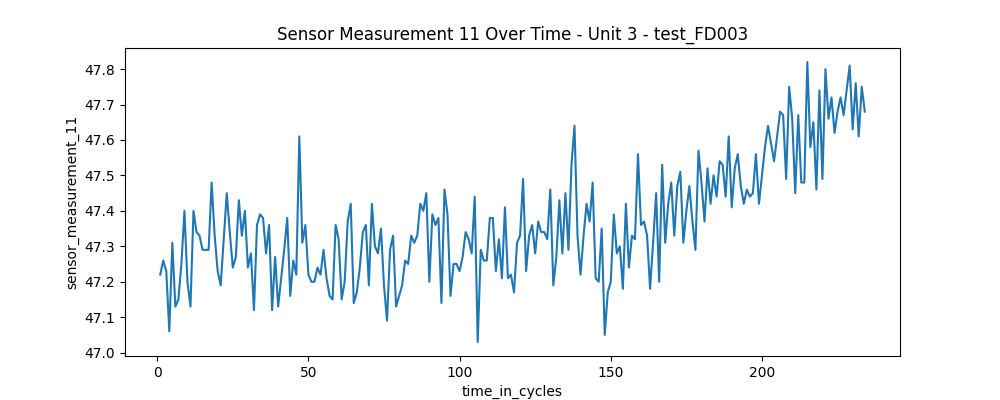 Sensor Measurement 11 Over Time - Unit 3 - test_FD003
sensor_measurement_11
47.8
47.7
47.6
47.5
47.4
47.3
47.2
47.1
47.0
0 50 100 150 200
time_in_cycles